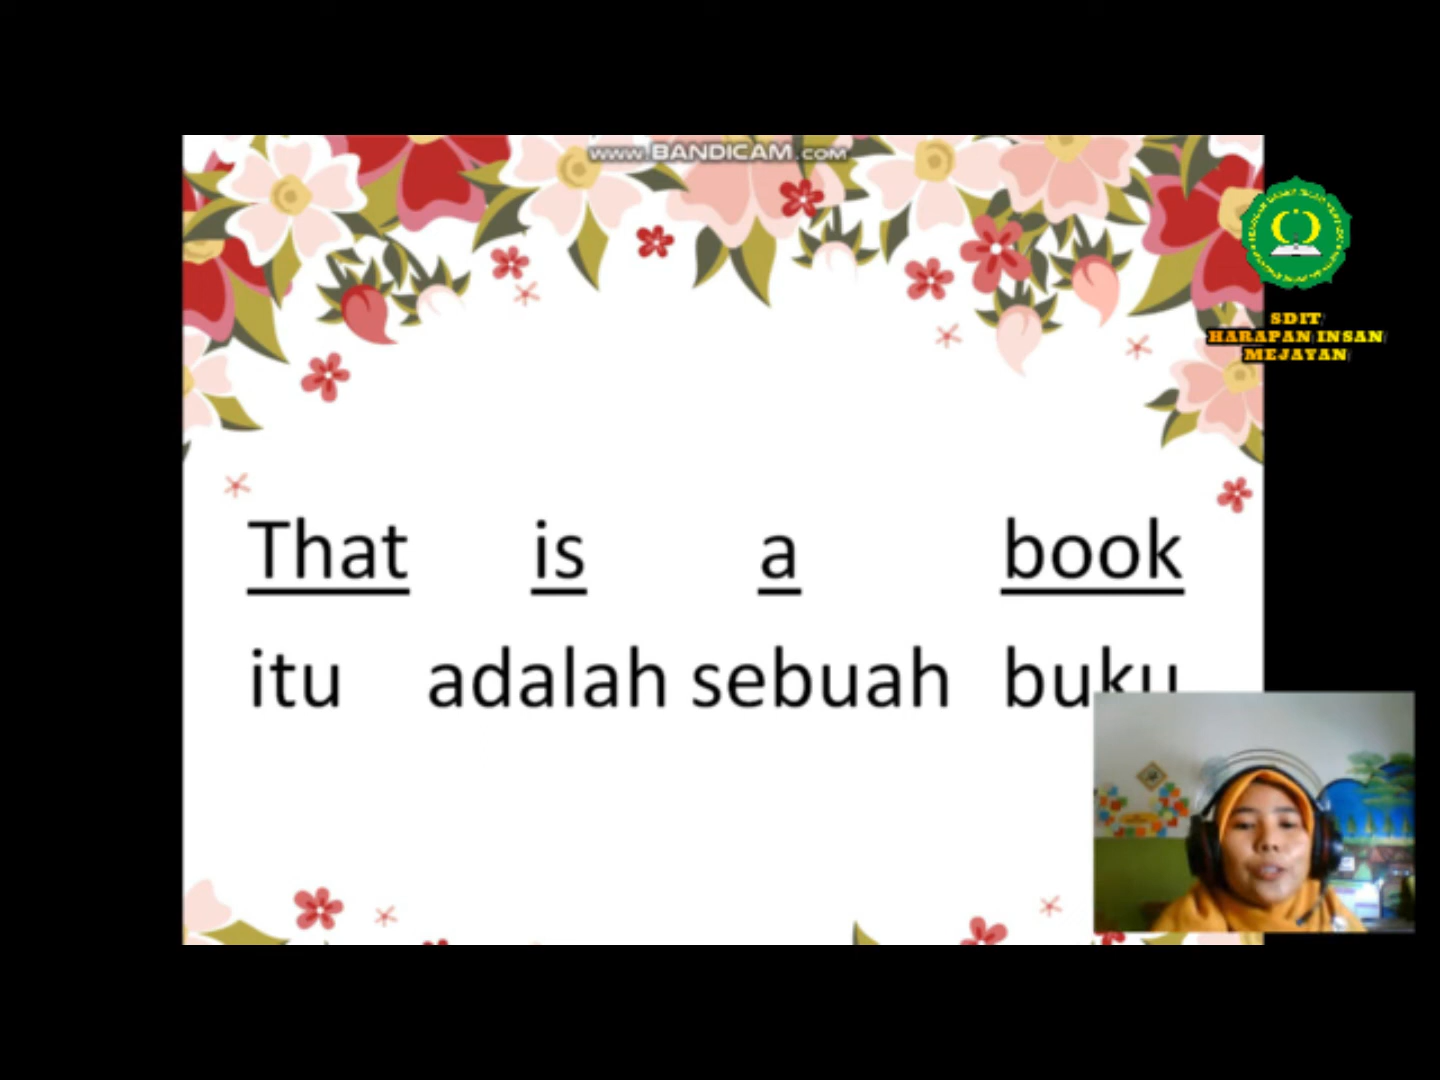 www.BANDICAM.com
SDIT
HARAPAN INSAN
MEJAYAN
That is a book
itu adalah sebuah buku